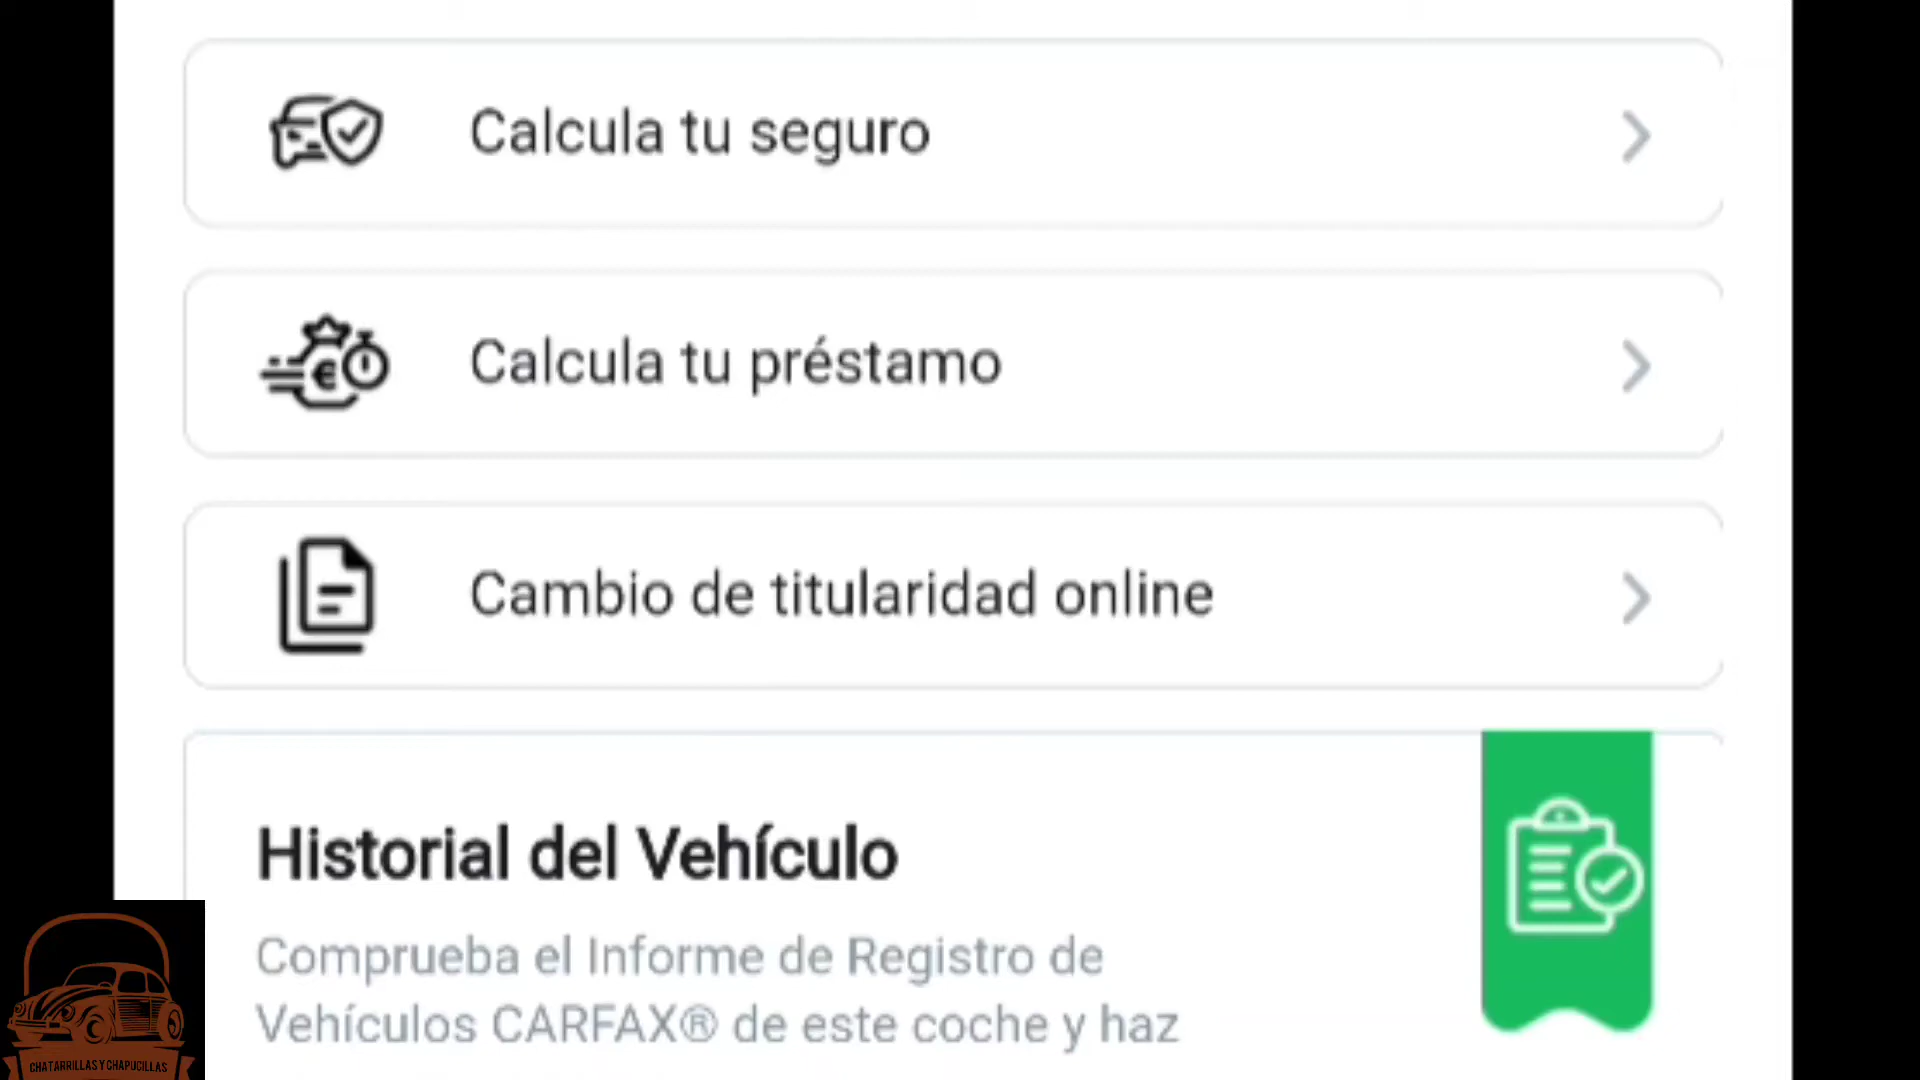 Calcula tu seguro
Calcula tu préstamo
Cambio de titularidad online
Historial del Vehículo
Comprueba el Informe de Registro de
Vehículos CARFAX® de este coche y haz
CHATARRILLAS Y CHAPUCILLAS